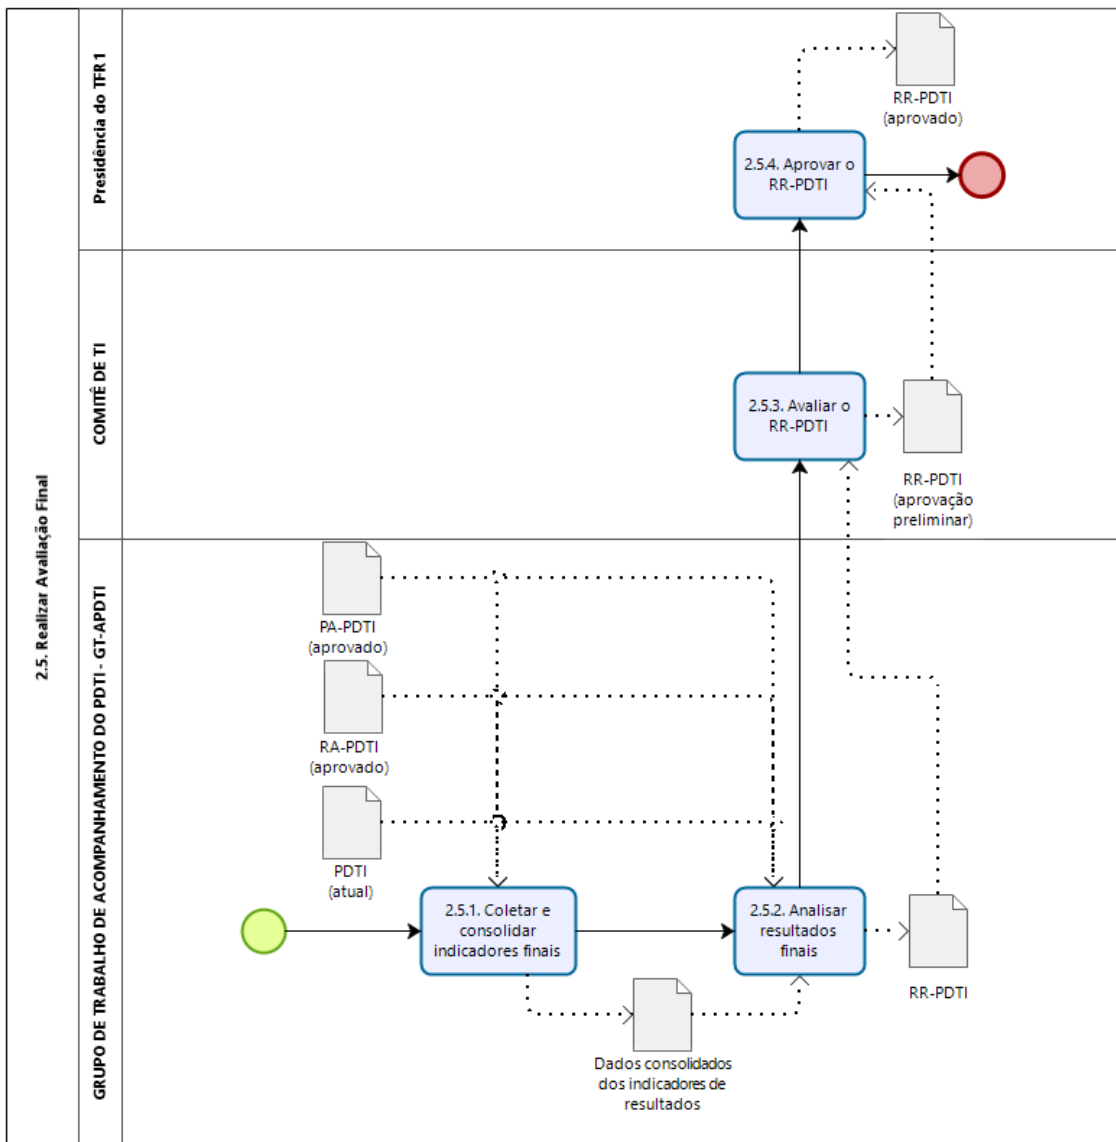 2.5. Realizar Avaliação Final
Presidência do TFR 1
RR-PDTI
(aprovado)
2.5.4. Aprovar o
RR-PDTI
COMITÊ DE TI
2.5.3. Avaliar o
RR-PDTI
RR-PDTI
(aprovação
preliminar)
GRUPO DE TRABALHO DE ACOMPANHAMENTO DO PDTI - GT-APDTI
PA-PDTI
(aprovado)
RA-PDTI
(aprovado)
PDTI
(atual)
2.5.1. Coletar e
consolidar
indicadores finais
2.5.2. Analisar
resultados
finais
RR-PDTI
Dados consolidados
dos indicadores de
resultados